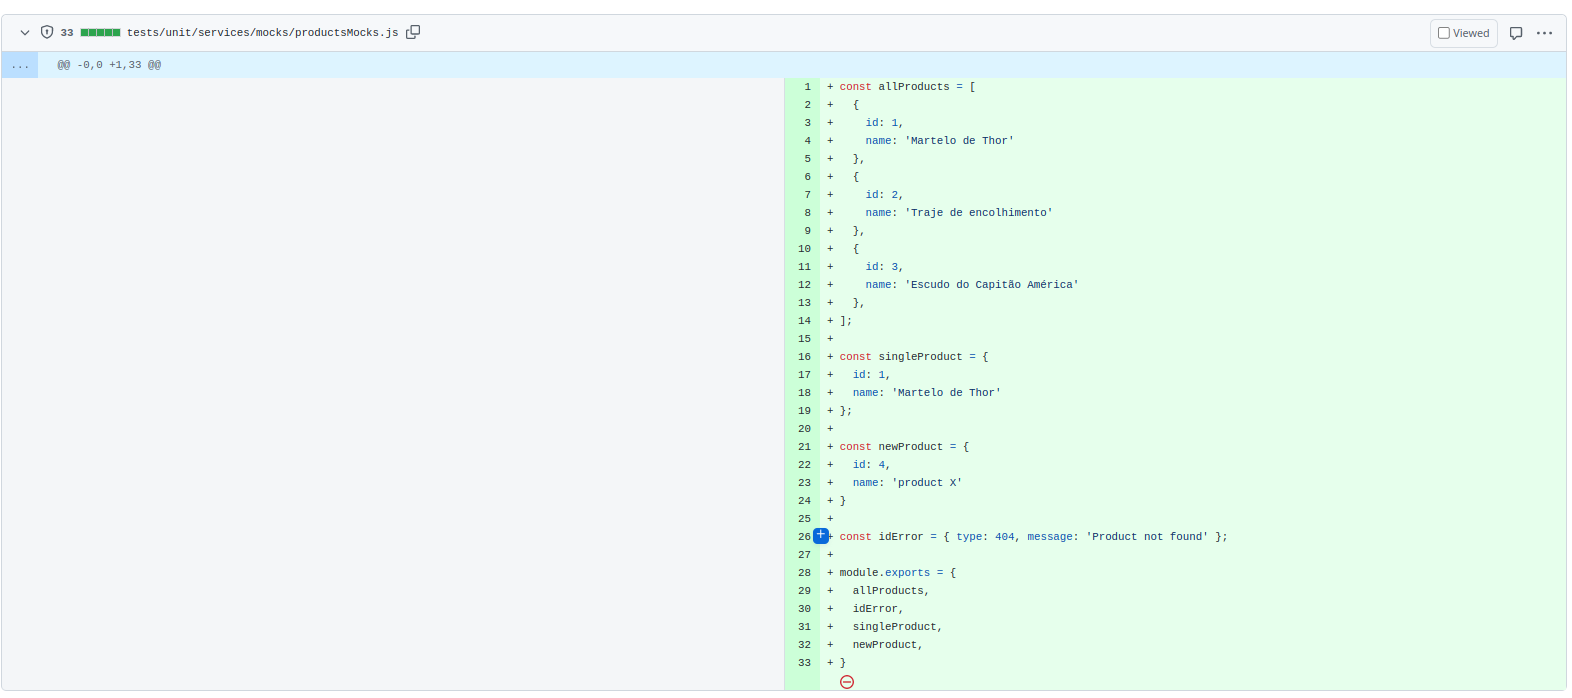 33 tests/unit/services/mocks/productsMocks.js Viewed
... @@ -0,0 +1,33 @@
1 + const allProducts = [
2 +   {
3 +     id: 1,
4 +     name: 'Martelo de Thor'
5 +   },
6 +   {
7 +     id: 2,
8 +     name: 'Traje de encolhimento'
9 +   },
10 +   {
11 +     id: 3,
12 +     name: 'Escudo do Capitão América'
13 +   },
14 + ];
15 +
16 + const singleProduct = {
17 +   id: 1,
18 +   name: 'Martelo de Thor'
19 + };
20 +
21 + const newProduct = {
22 +   id: 4,
23 +   name: 'product X'
24 + }
25 +
26 + const idError = { type: 404, message: 'Product not found' };
27 +
28 + module.exports = {
29 +   allProducts,
30 +   idError,
31 +   singleProduct,
32 +   newProduct,
33 + }